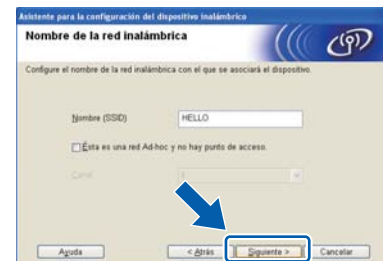 Asistente para la configuración del dispositivo inalámbrico
Nombre de la red inalámbrica
Configure el nombre de la red inalámbrica con el que se asociará el dispositivo.
Nombre (SSID)
HELLO
Ésta es una red Ad-hoc y no hay punto de acceso.
Canal
Ayuda
< Atrás
Siguiente >
Cancelar